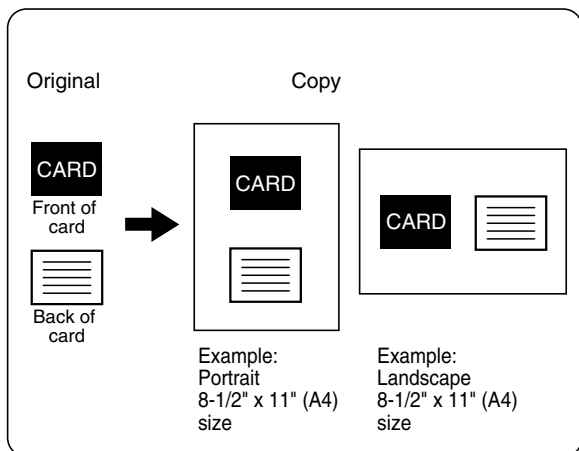 Original
Copy
CARD
Front of
card
Back of
card
CARD
CARD
Example:
Portrait
8-1/2" x 11" (A4)
size
Example:
Landscape
8-1/2" x 11" (A4)
size